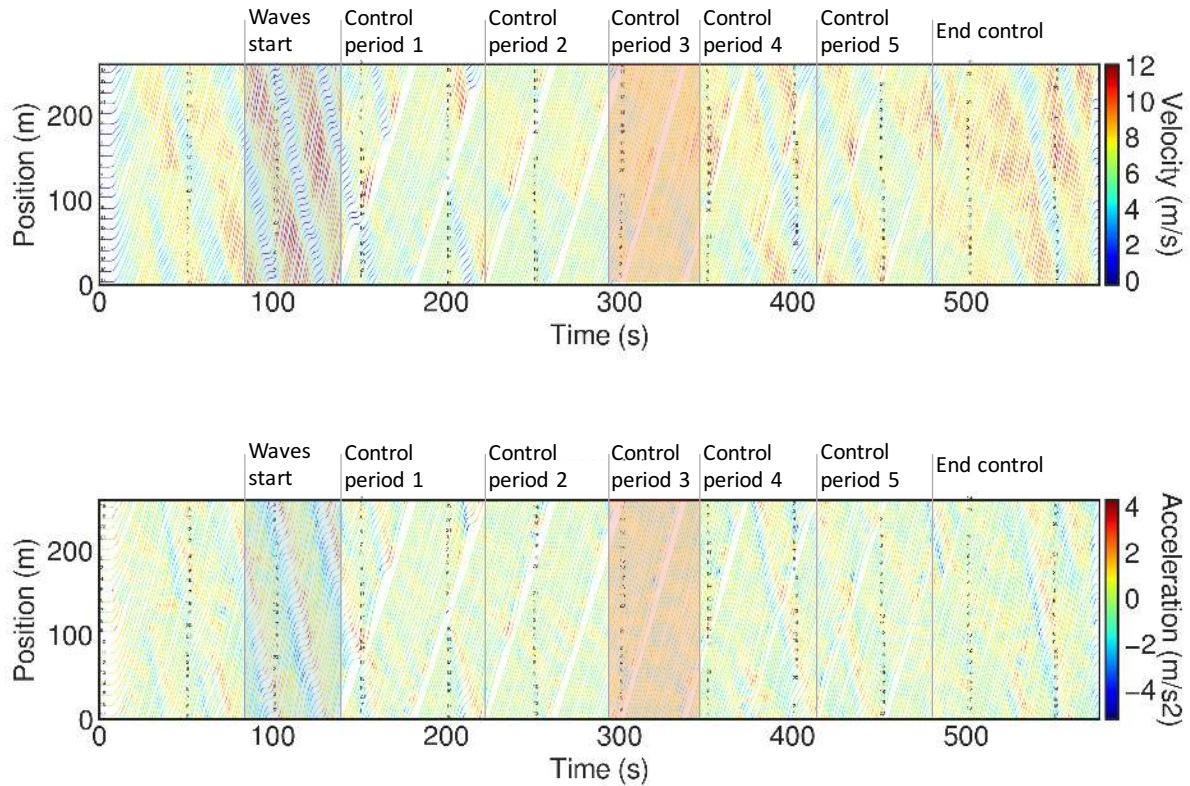 Waves start
Control period 1
Control period 2
Control period 3
Control period 4
Control period 5
End control
Position (m)
200
100
0
0 100 200 300 400 500
Time (s)
12
10
8
6
4
2
0
Velocity (m/s)
Waves start
Control period 1
Control period 2
Control period 3
Control period 4
Control period 5
End control
Position (m)
200
100
0
0 100 200 300 400 500
Time (s)
4
2
0
−2
−4
Acceleration (m/s2)